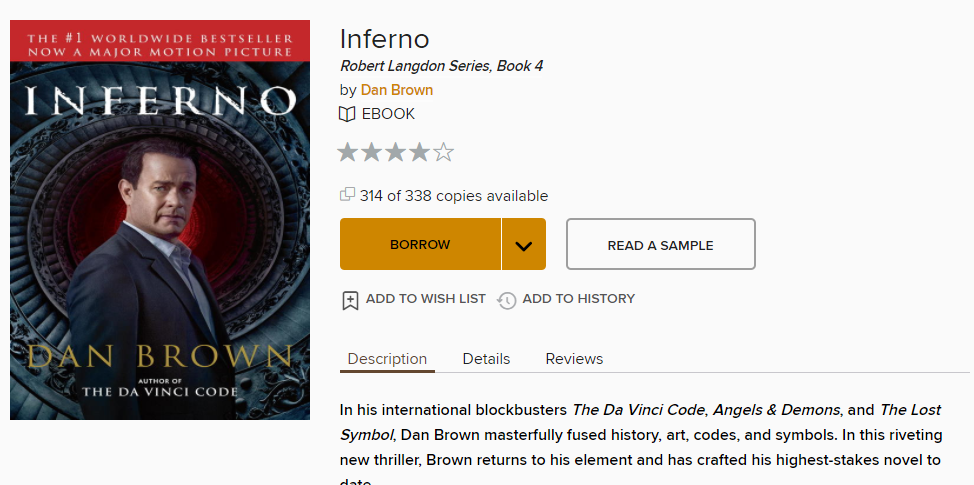 THE #1 WORLDWIDE BESTSELLER
NOW A MAJOR MOTION PICTURE
INFERNO
DAN BROWN
AUTHOR OF
THE DA VINCI CODE
Inferno
Robert Langdon Series, Book 4
by Dan Brown
EBOOK
314 of 338 copies available
BORROW
READ A SAMPLE
ADD TO WISH LIST
ADD TO HISTORY
Description
Details
Reviews
In his international blockbusters The Da Vinci Code, Angels & Demons, and The Lost
Symbol, Dan Brown masterfully fused history, art, codes, and symbols. In this riveting
new thriller, Brown returns to his element and has crafted his highest-stakes novel to
date.